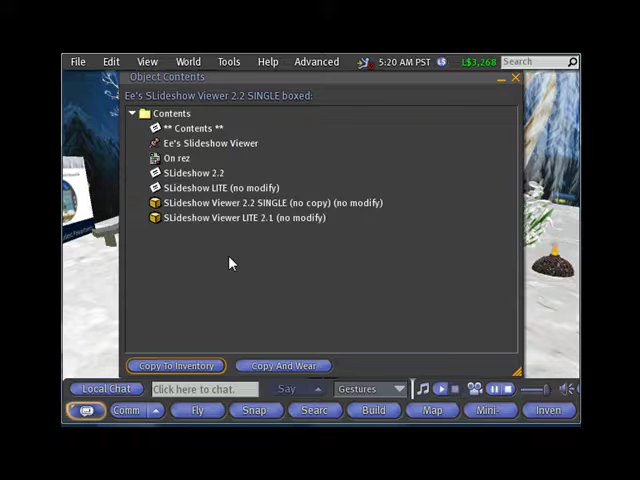 File Edit View World Tools Help Advanced 5:20 AM PST L$3,268 Search
Object Contents
Ee's SLideshow Viewer 2.2 SINGLE boxed:
Contents
** Contents **
Ee's Slideshow Viewer
On rez
SLideshow 2.2
SLideshow LITE (no modify)
SLideshow Viewer 2.2 SINGLE (no copy) (no modify)
SLideshow Viewer LITE 2.1 (no modify)
Copy To Inventory Copy And Wear
Local Chat Click here to chat. Say Gestures
Comm Fly Snap Searc Build Map Mini- Inven